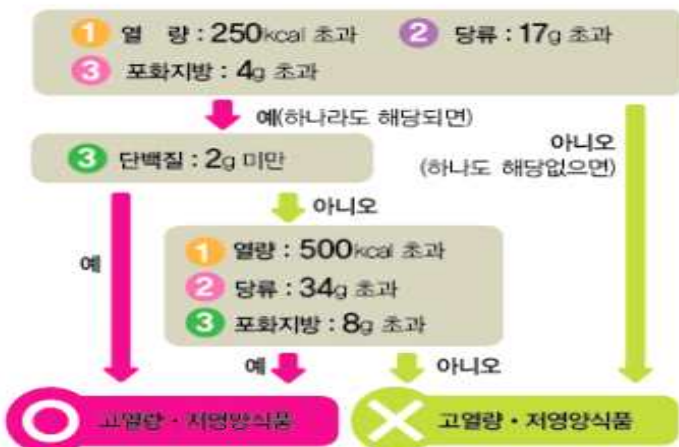 1 열 량 : 250kcal 초과 2 당류 : 17g 초과
3 포화지방 : 4g 초과
예(하나라도 해당되면)
아니오
(하나도 해당없으면)
3 단백질 : 2g 미만
아니오
예
1 열량 : 500kcal 초과
2 당류 : 34g 초과
3 포화지방 : 8g 초과
예 아니오
고열량·저영양식품 고열량·저영양식품